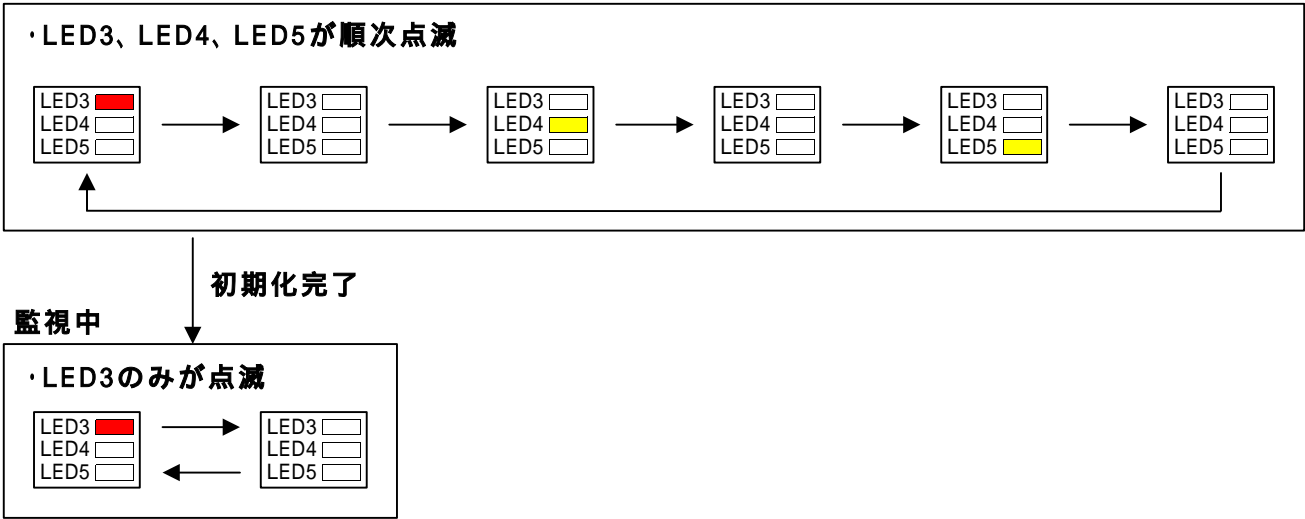 ・LED3、LED4、LED5が順次点滅
LED3 LED3 LED3 LED3 LED3 LED3
LED4 LED4 LED4 LED4 LED4 LED4
LED5 LED5 LED5 LED5 LED5 LED5
初期化完了
監視中
・LED3のみが点滅
LED3 LED3
LED4 LED4
LED5 LED5